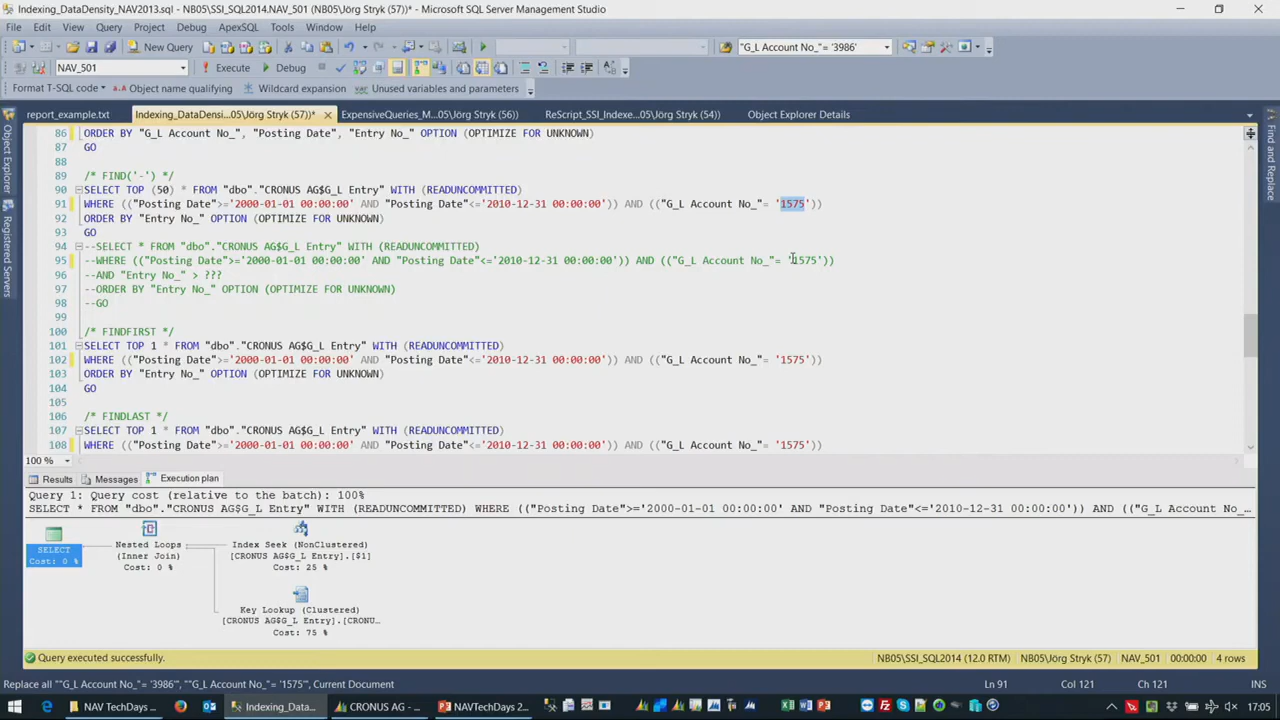 Indexing_DataDensity_NAV2013.sql - NB05\SSI_SQL2014.NAV_501 (NB05\Jörg Stryk (57))* - Microsoft SQL Server Management Studio
File Edit View Query Project Debug ApexSQL Tools Window Help
New Query "G_L Account No_"= '3986'
NAV_501 Execute Debug
Format T-SQL code Object name qualifying Wildcard expansion Unused variables and parameters
report_example.txt Indexing_DataDensi...05\Jörg Stryk (57))* ExpensiveQueries_M...05\Jörg Stryk (56)) ReScript_SSI_Indexe...05\Jörg Stryk (54)) Object Explorer Details
Object Explorer
Registered Servers
Find and Replace
86 ORDER BY "G_L Account No_", "Posting Date", "Entry No_" OPTION (OPTIMIZE FOR UNKNOWN)
87 GO
88
89 /* FIND('-') */
90 SELECT TOP (50) * FROM "dbo"."CRONUS AG$G_L Entry" WITH (READUNCOMMITTED)
91 WHERE (("Posting Date">='2000-01-01 00:00:00' AND "Posting Date"<='2010-12-31 00:00:00')) AND (("G_L Account No_"= '1575'))
92 ORDER BY "Entry No_" OPTION (OPTIMIZE FOR UNKNOWN)
93 GO
94 --SELECT * FROM "dbo"."CRONUS AG$G_L Entry" WITH (READUNCOMMITTED)
95 --WHERE (("Posting Date">='2000-01-01 00:00:00' AND "Posting Date"<='2010-12-31 00:00:00')) AND (("G_L Account No_"= '1575'))
96 --AND "Entry No_" > ???
97 --ORDER BY "Entry No_" OPTION (OPTIMIZE FOR UNKNOWN)
98 --GO
99
100 /* FINDFIRST */
101 SELECT TOP 1 * FROM "dbo"."CRONUS AG$G_L Entry" WITH (READUNCOMMITTED)
102 WHERE (("Posting Date">='2000-01-01 00:00:00' AND "Posting Date"<='2010-12-31 00:00:00')) AND (("G_L Account No_"= '1575'))
103 ORDER BY "Entry No_" OPTION (OPTIMIZE FOR UNKNOWN)
104 GO
105
106 /* FINDLAST */
107 SELECT TOP 1 * FROM "dbo"."CRONUS AG$G_L Entry" WITH (READUNCOMMITTED)
108 WHERE (("Posting Date">='2000-01-01 00:00:00' AND "Posting Date"<='2010-12-31 00:00:00')) AND (("G_L Account No_"= '1575'))
100 %
Results Messages Execution plan
Query 1: Query cost (relative to the batch): 100%
SELECT * FROM "dbo"."CRONUS AG$G_L Entry" WITH (READUNCOMMITTED) WHERE (("Posting Date">='2000-01-01 00:00:00' AND "Posting Date"<='2010-12-31 00:00:00')) AND (("G_L Account No_...
SELECT
Cost: 0 %
Nested Loops
(Inner Join)
Cost: 0 %
Index Seek (NonClustered)
[CRONUS AG$G_L Entry].[$1]
Cost: 25 %
Key Lookup (Clustered)
[CRONUS AG$G_L Entry].[CRONU...
Cost: 75 %
Query executed successfully. NB05\SSI_SQL2014 (12.0 RTM) NB05\Jörg Stryk (57) NAV_501 00:00:00 4 rows
Replace all ""G_L Account No_"= '3986'", ""G_L Account No_"= '1575", Current Document Ln 91 Col 121 Ch 121 INS
NAV TechDays ... Indexing_Data... CRONUS AG - ... NAVTechDays 2... 17:05